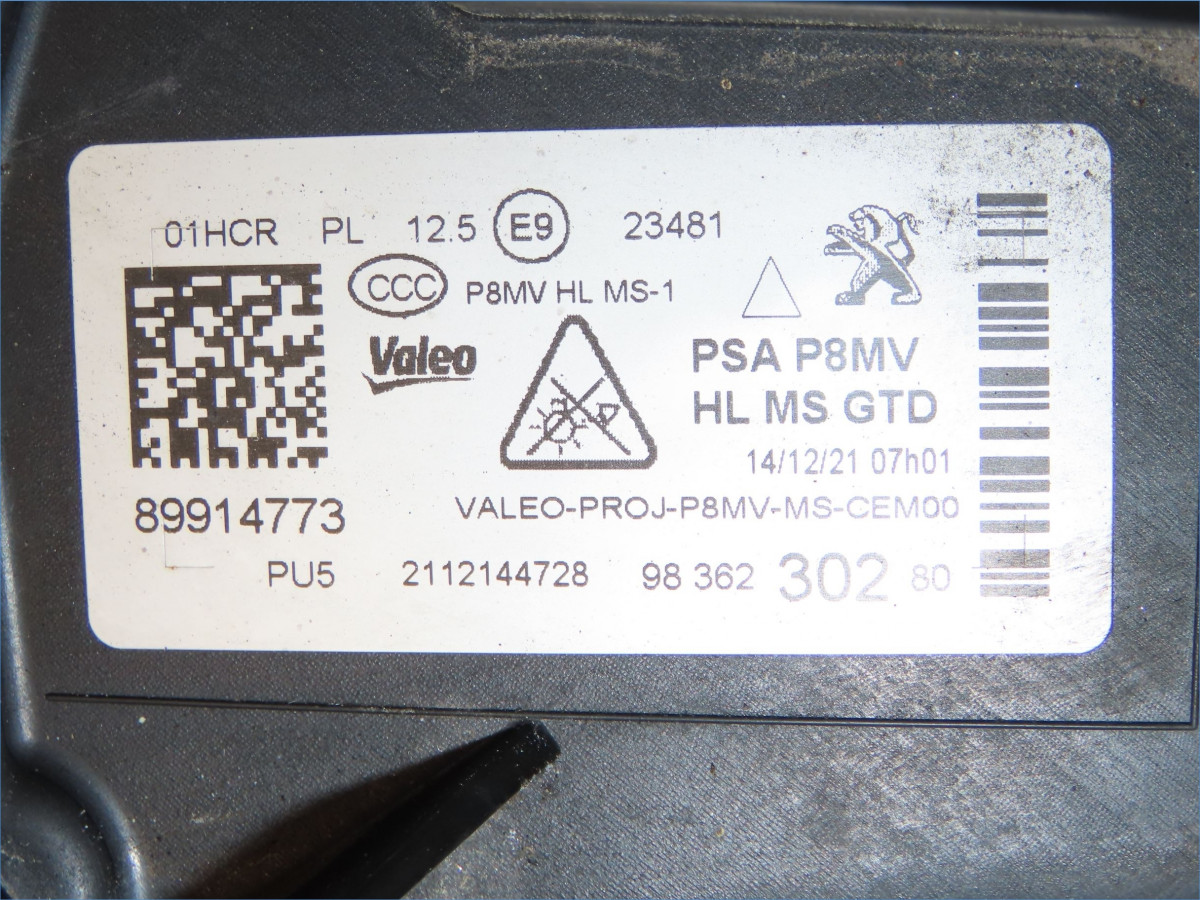 01HCR PL 12.5 E9 23481
CCC P8MV HL MS-1
Valeo
PSA P8MV
HL MS GTD
14/12/21 07h01
89914773
VALEO-PROJ-P8MV-MS-CEM00
PU5 2112144728 98 362 302 80